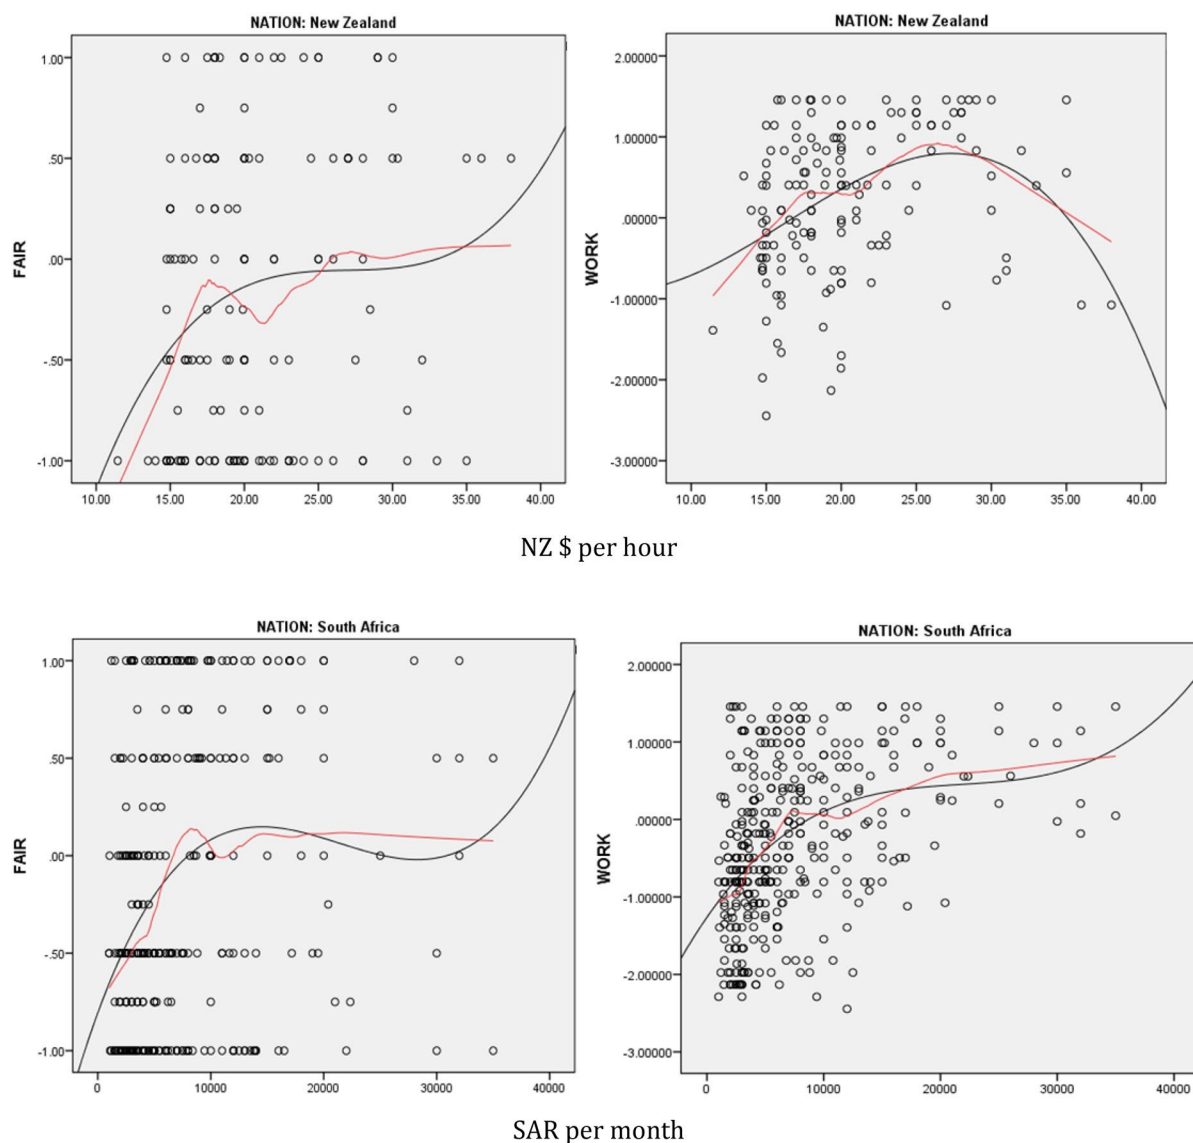 NATION: New Zealand
FAIR
1.00
.50
.00
-.50
-1.00
10.00 15.00 20.00 25.00 30.00 35.00 40.00
NATION: New Zealand
WORK
2.00000
1.00000
.00000
-1.00000
-2.00000
-3.00000
10.00 15.00 20.00 25.00 30.00 35.00 40.00
NZ $ per hour
NATION: South Africa
FAIR
1.00
.50
.00
-.50
-1.00
0 10000 20000 30000 40000
NATION: South Africa
WORK
2.00000
1.00000
.00000
-1.00000
-2.00000
-3.00000
0 10000 20000 30000 40000
SAR per month